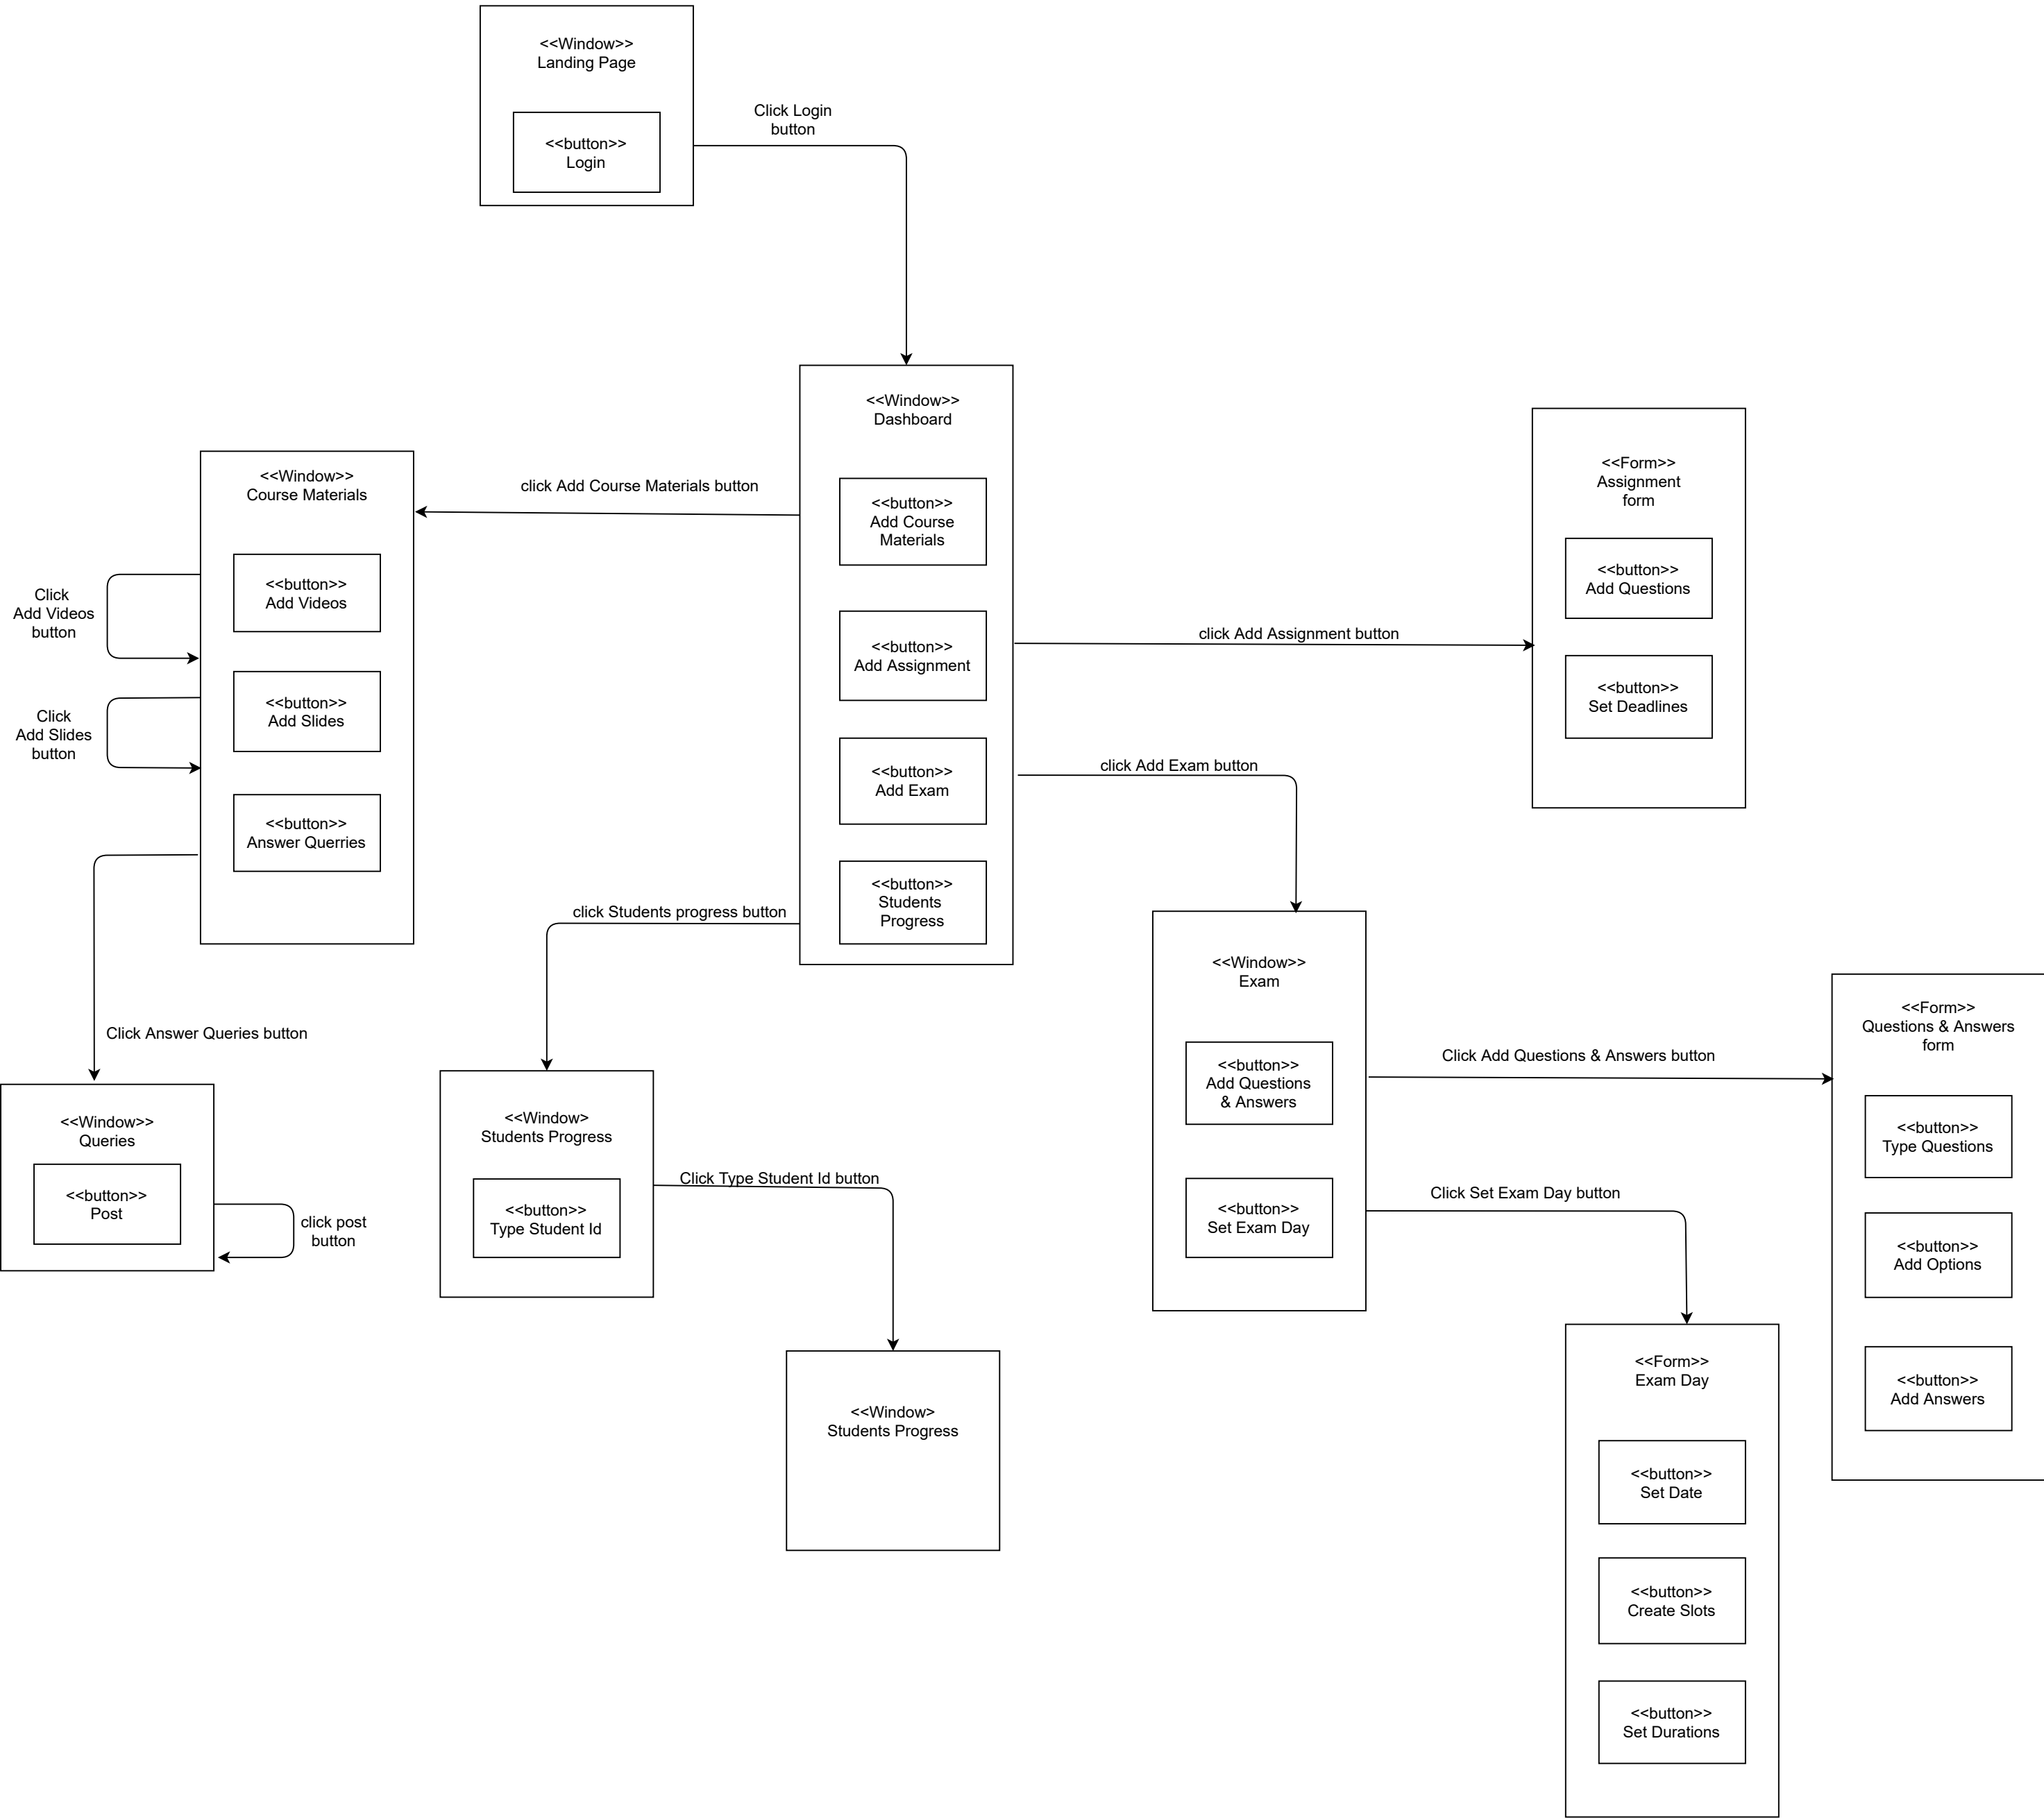 <<Window>>
Landing Page
<<button>>
Login
Click Login
button
<<Window>>
Dashboard
<<button>>
Add Course
Materials
<<button>>
Add Assignment
<<button>>
Add Exam
<<button>>
Students
Progress
click Add Course Materials button
<<Window>>
Course Materials
<<button>>
Add Videos
<<button>>
Add Slides
<<button>>
Answer Querries
Click
Add Videos
button
Click
Add Slides
button
click Add Assignment button
<<Form>>
Assignment
form
<<button>>
Add Questions
<<button>>
Set Deadlines
click Add Exam button
click Students progress button
Click Answer Queries button
<<Window>>
Queries
<<button>>
Post
click post
button
<<Window>
Students Progress
<<button>>
Type Student Id
Click Type Student Id button
<<Window>
Students Progress
<<Window>>
Exam
<<button>>
Add Questions
& Answers
<<button>>
Set Exam Day
Click Add Questions & Answers button
Click Set Exam Day button
<<Form>>
Questions & Answers
form
<<button>>
Type Questions
<<button>>
Add Options
<<button>>
Add Answers
<<Form>>
Exam Day
<<button>>
Set Date
<<button>>
Create Slots
<<button>>
Set Durations